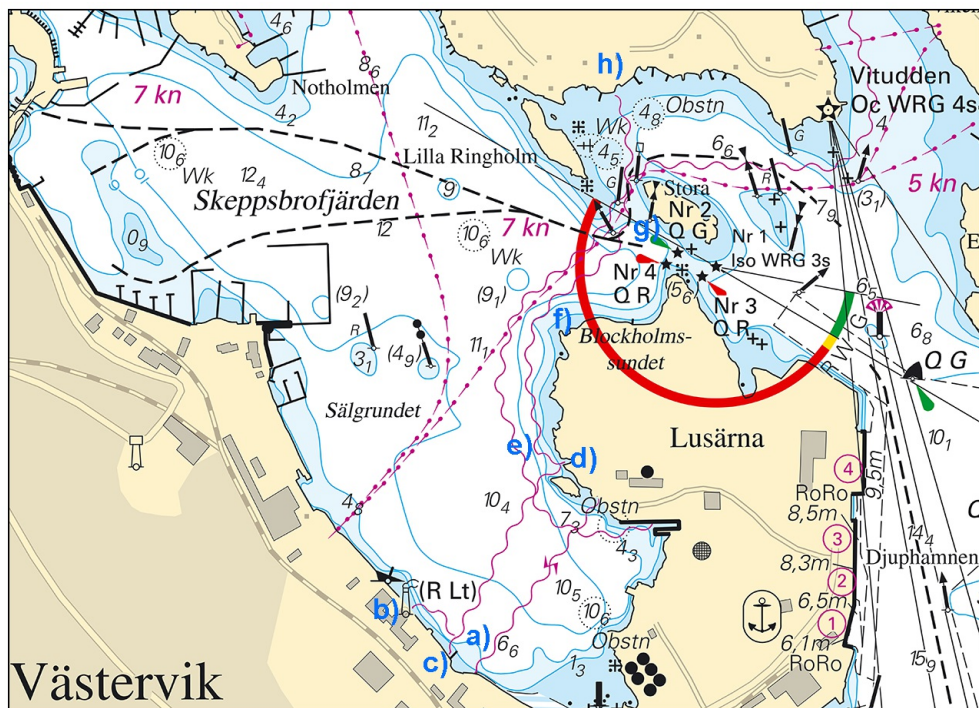 4₆
8₆
Notholmen
7 kn
4₂
11₂
h)
4₈
Obstn
Wk
4₅
Vitudden
Oc WRG 4s
G
4
10₆
Wk
12₄
8₇
Lilla Ringholm
6₆
9
G
R
(3₁)
5 kn
Skeppsbrofjärden
Stora
7₉
Nr 2
Q G
12
7 kn
g)
Nr 1
Iso WRG 3s
0₉
10₆
Wk
Nr 4
Q R
(5₆)
Nr 3
Q R
6₅
(9₂)
(9₁)
f)
Blockholms-
sundet
G
W
R
6₈
R
3₁
(4₉)
11₁
Q G
Sälgrundet
Lusärna
10₁
e)
d)
4
9,5m
4₈
10₄
RoRo
8,5m
Obstn
7₃
4₃
14₄
3
8,3m
Djuphamnen
2
6,5m
(R Lt)
b)
10₅
10₆
1
6,1m
RoRo
a)
6₆
Obstn
c)
1₃
15₉
Västervik